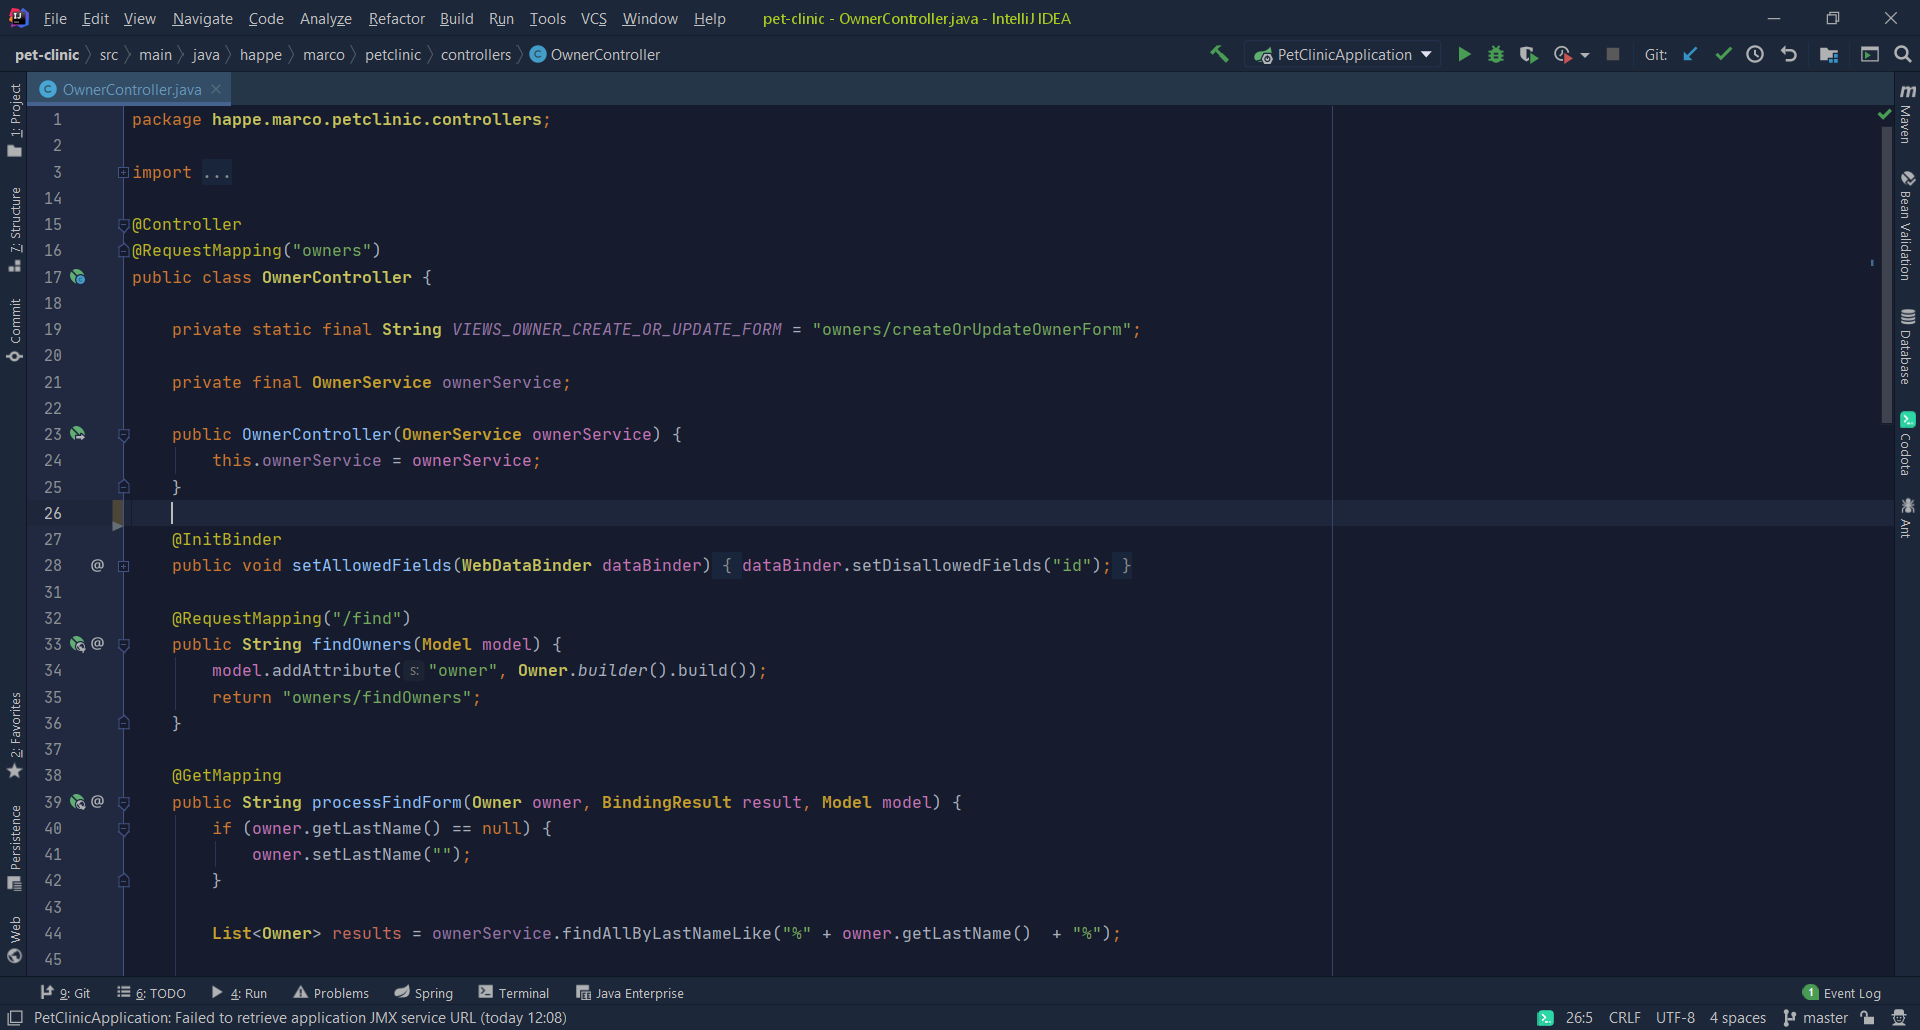 File Edit View Navigate Code Analyze Refactor Build Run Tools VCS Window Help pet-clinic - OwnerController.java - IntelliJ IDEA
pet-clinic src main java happe marco petclinic controllers C OwnerController PetClinicApplication Git:
C OwnerController.java
1: Project
7: Structure
Commit
2: Favorites
Persistence
Web
1 package happe.marco.petclinic.controllers;
2
3 import ...
14
15 @Controller
16 @RequestMapping("owners")
17 public class OwnerController {
18
19 private static final String VIEWS_OWNER_CREATE_OR_UPDATE_FORM = "owners/createOrUpdateOwnerForm";
20
21 private final OwnerService ownerService;
22
23 public OwnerController(OwnerService ownerService) {
24 this.ownerService = ownerService;
25 }
26
27 @InitBinder
28 @ public void setAllowedFields(WebDataBinder dataBinder) { dataBinder.setDisallowedFields("id"); }
31
32 @RequestMapping("/find")
33 @ public String findOwners(Model model) {
34 model.addAttribute( s: "owner", Owner.builder().build());
35 return "owners/findOwners";
36 }
37
38 @GetMapping
39 @ public String processFindForm(Owner owner, BindingResult result, Model model) {
40 if (owner.getLastName() == null) {
41 owner.setLastName("");
42 }
43
44 List<Owner> results = ownerService.findAllByLastNameLike("%" + owner.getLastName() + "%");
45
m Maven
Bean Validation
Database
Codota
Ant
9: Git 6: TODO 4: Run Problems Spring Terminal Java Enterprise 1 Event Log
PetClinicApplication: Failed to retrieve application JMX service URL (today 12:08) 26:5 CRLF UTF-8 4 spaces master